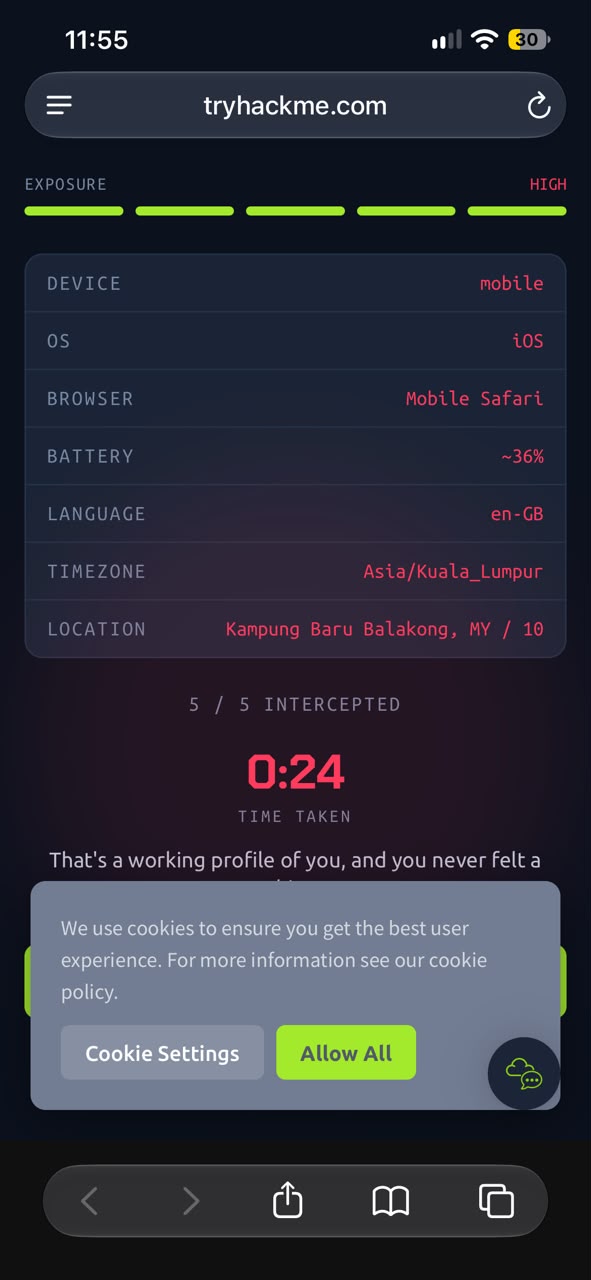 11:55
30
tryhackme.com
EXPOSURE HIGH
DEVICE mobile
OS iOS
BROWSER Mobile Safari
BATTERY ~36%
LANGUAGE en-GB
TIMEZONE Asia/Kuala_Lumpur
LOCATION Kampung Baru Balakong, MY / 10
5 / 5 INTERCEPTED
0:24
TIME TAKEN
That's a working profile of you, and you never felt a
We use cookies to ensure you get the best user
experience. For more information see our cookie
policy.
Cookie Settings Allow All